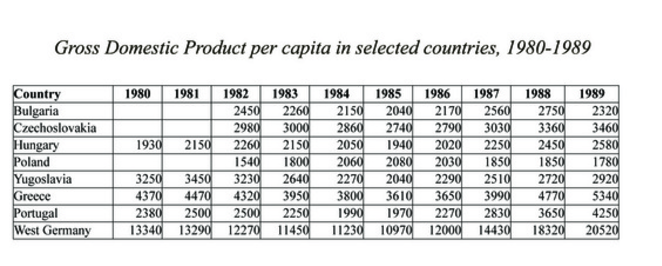 Gross Domestic Product per capita in selected countries, 1980-1989
Country 1980 1981 1982 1983 1984 1985 1986 1987 1988 1989
Bulgaria 2450 2260 2150 2040 2170 2560 2750 2320
Czechoslovakia 2980 3000 2860 2740 2790 3030 3360 3460
Hungary 1930 2150 2260 2150 2050 1940 2020 2250 2450 2580
Poland 1540 1800 2060 2080 2030 1850 1850 1780
Yugoslavia 3250 3450 3230 2640 2270 2040 2290 2510 2720 2920
Greece 4370 4470 4320 3950 3800 3610 3650 3990 4770 5340
Portugal 2380 2500 2500 2250 1990 1970 2270 2830 3650 4250
West Germany 13340 13290 12270 11450 11230 10970 12000 14430 18320 20520